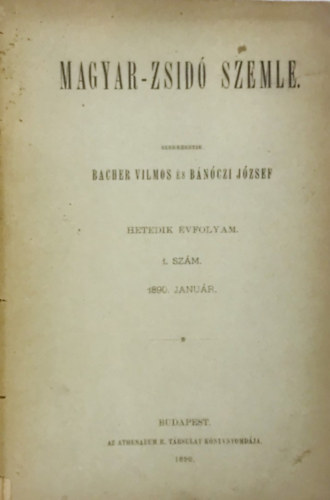 MAGYAR-ZSIDÓ SZEMLE.
SZERKESZTIK
BACHER VILMOS ÉS BÁNÓCZI JÓZSEF
HETEDIK ÉVFOLYAM.
1. SZÁM.
1890. JANUÁR.
BUDAPEST.
AZ ATHENAEUM R. TÁRSULAT KÖNYVNYOMDÁJA.
1890.